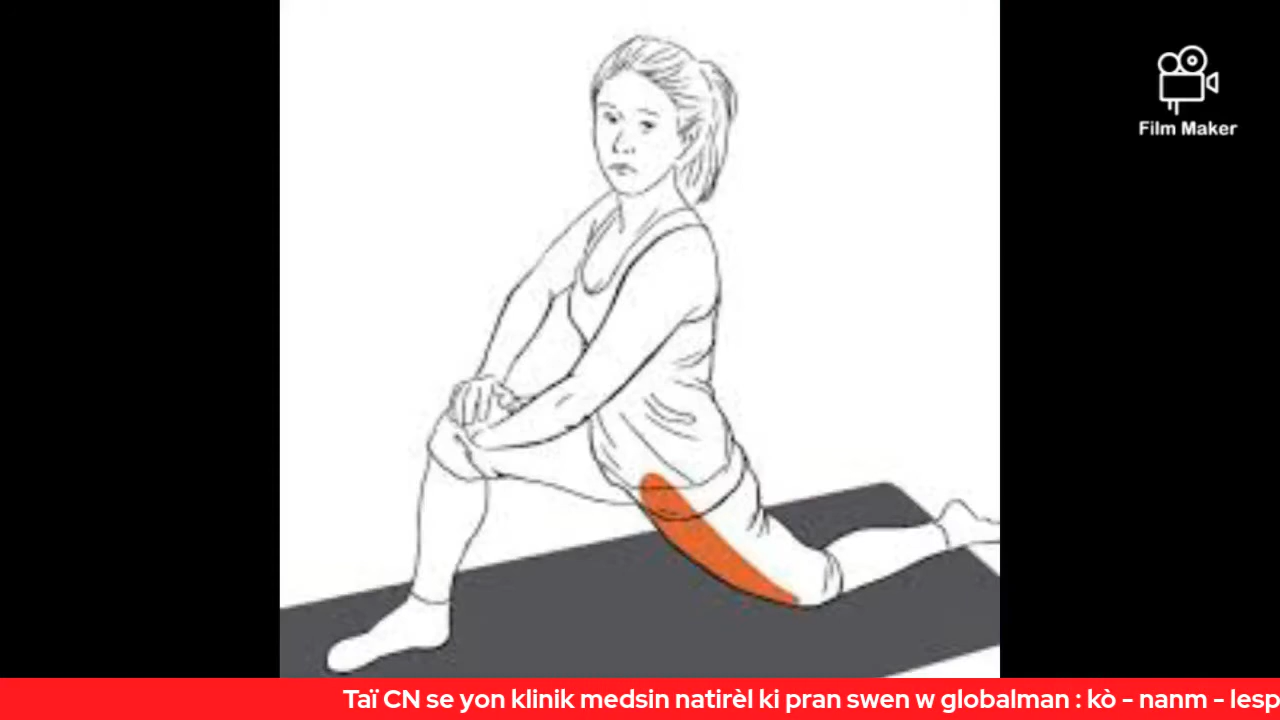 Film Maker
Taï CN se yon klinik medsin natirèl ki pran swen w globalman : kò - nanm - lesp